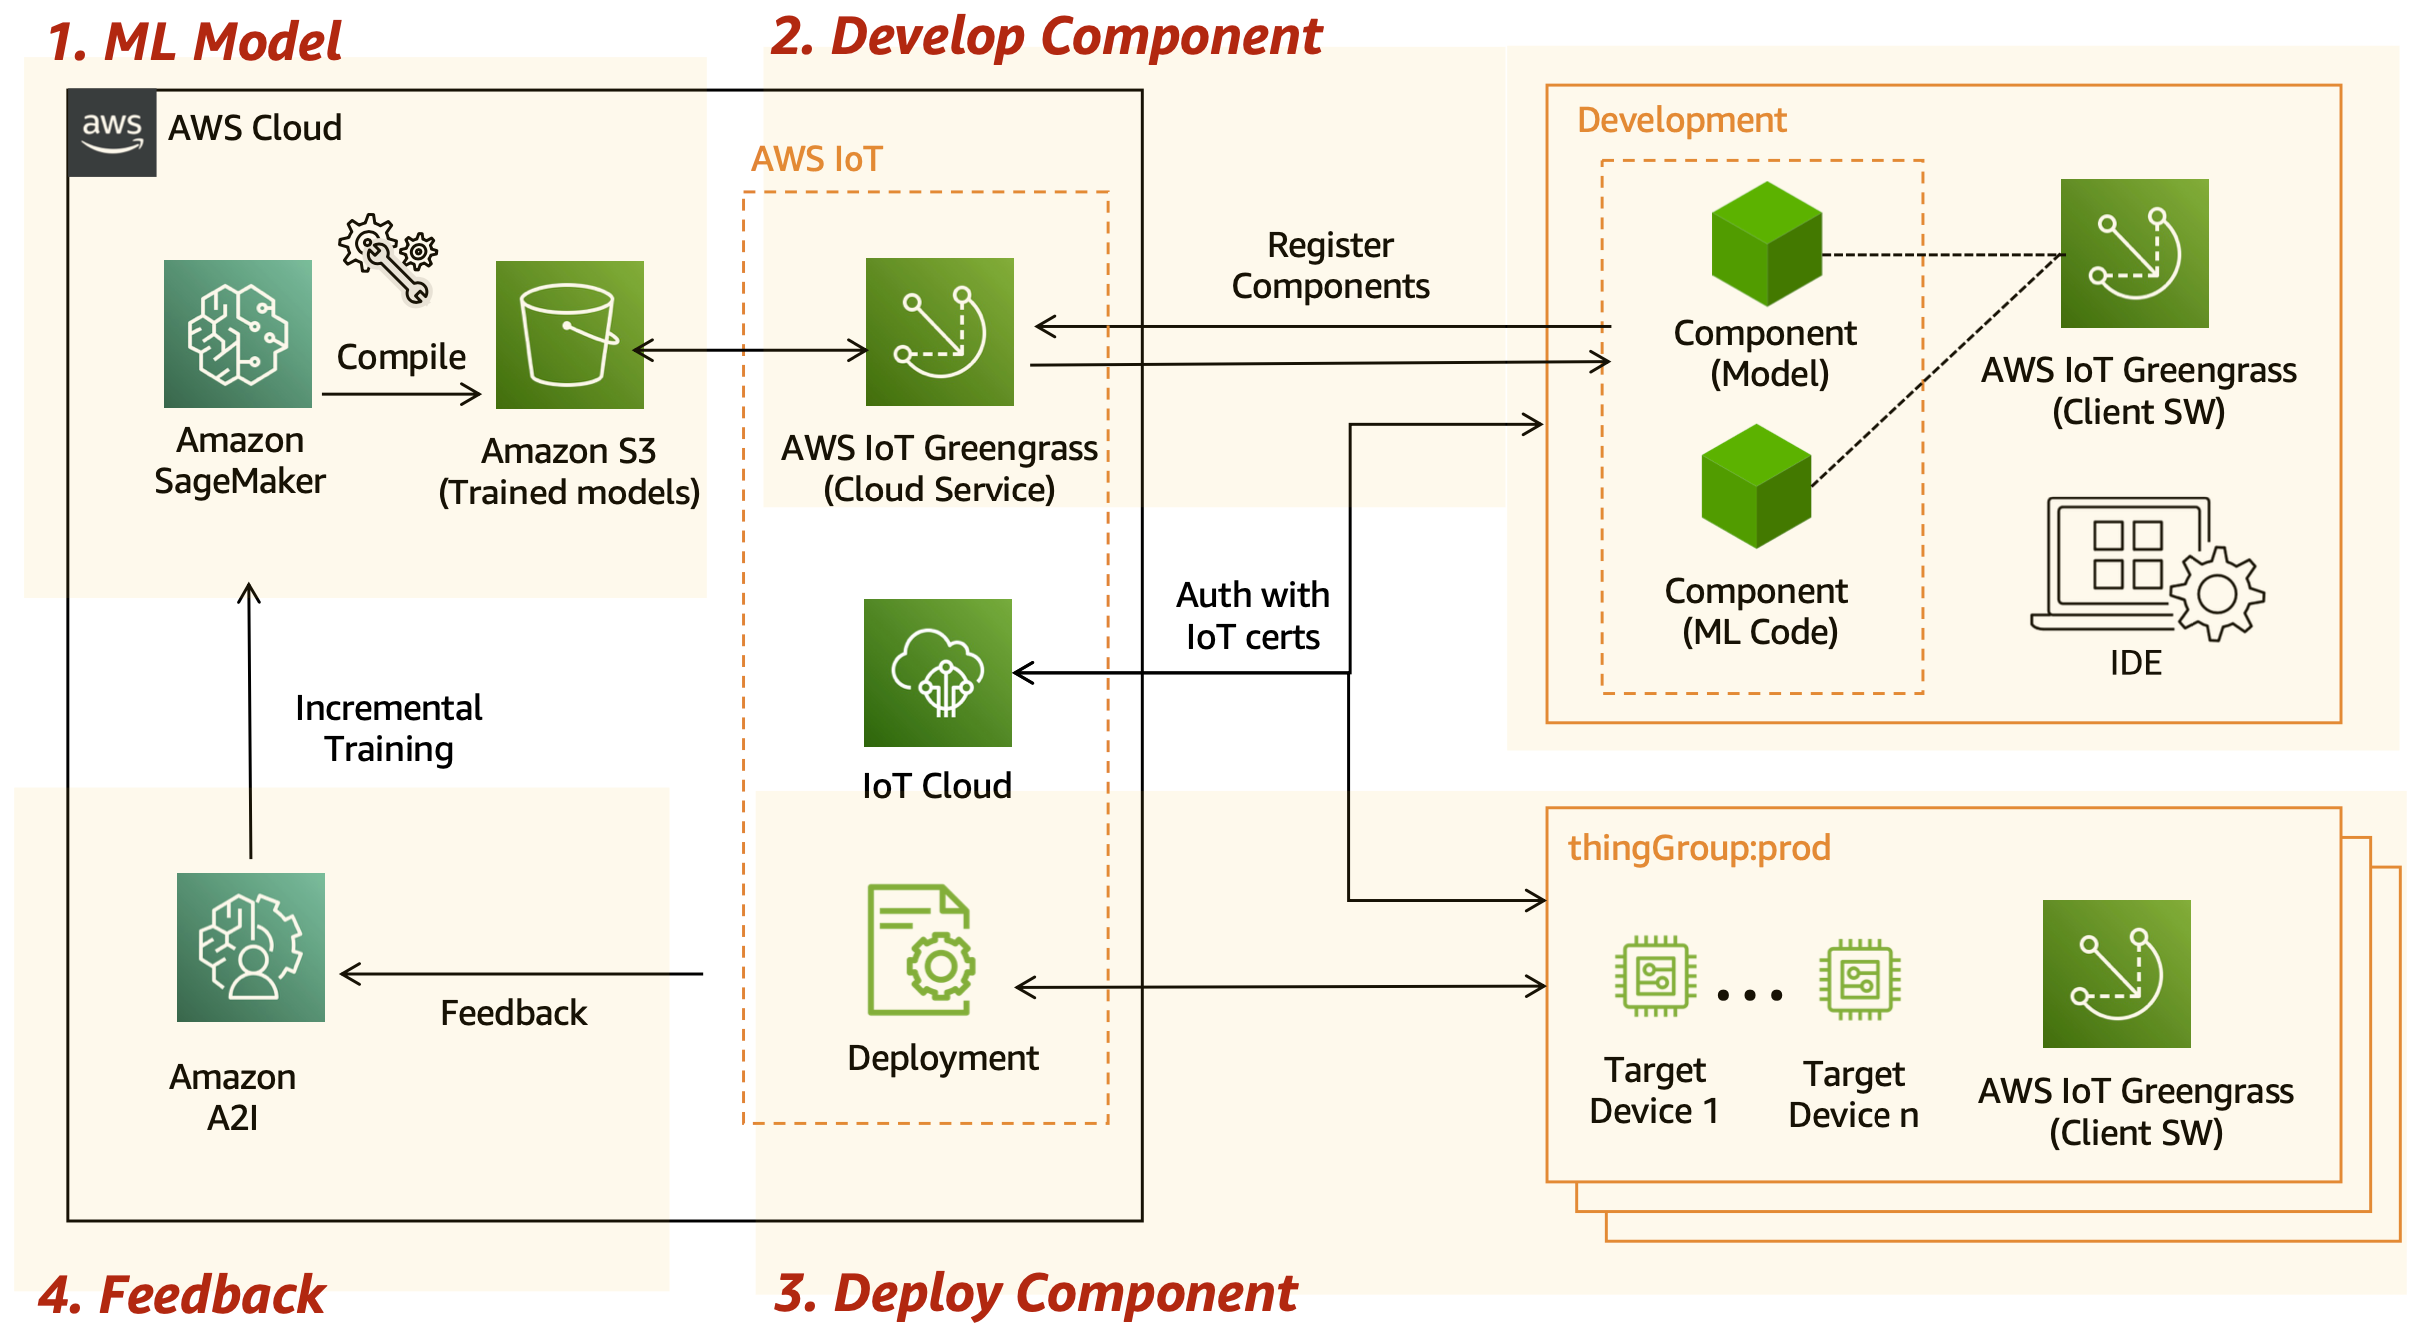 1. ML Model
2. Develop Component
aws
AWS Cloud
Compile
Amazon
SageMaker
Amazon S3
(Trained models)
AWS IoT
AWS IoT Greengrass
(Cloud Service)
Register
Components
Development
Component
(Model)
AWS IoT Greengrass
(Client SW)
Component
(ML Code)
IDE
Auth with
IoT certs
IoT Cloud
Incremental
Training
Amazon
A2I
Feedback
Deployment
thingGroup:prod
Target
Device 1
...
Target
Device n
AWS IoT Greengrass
(Client SW)
4. Feedback
3. Deploy Component